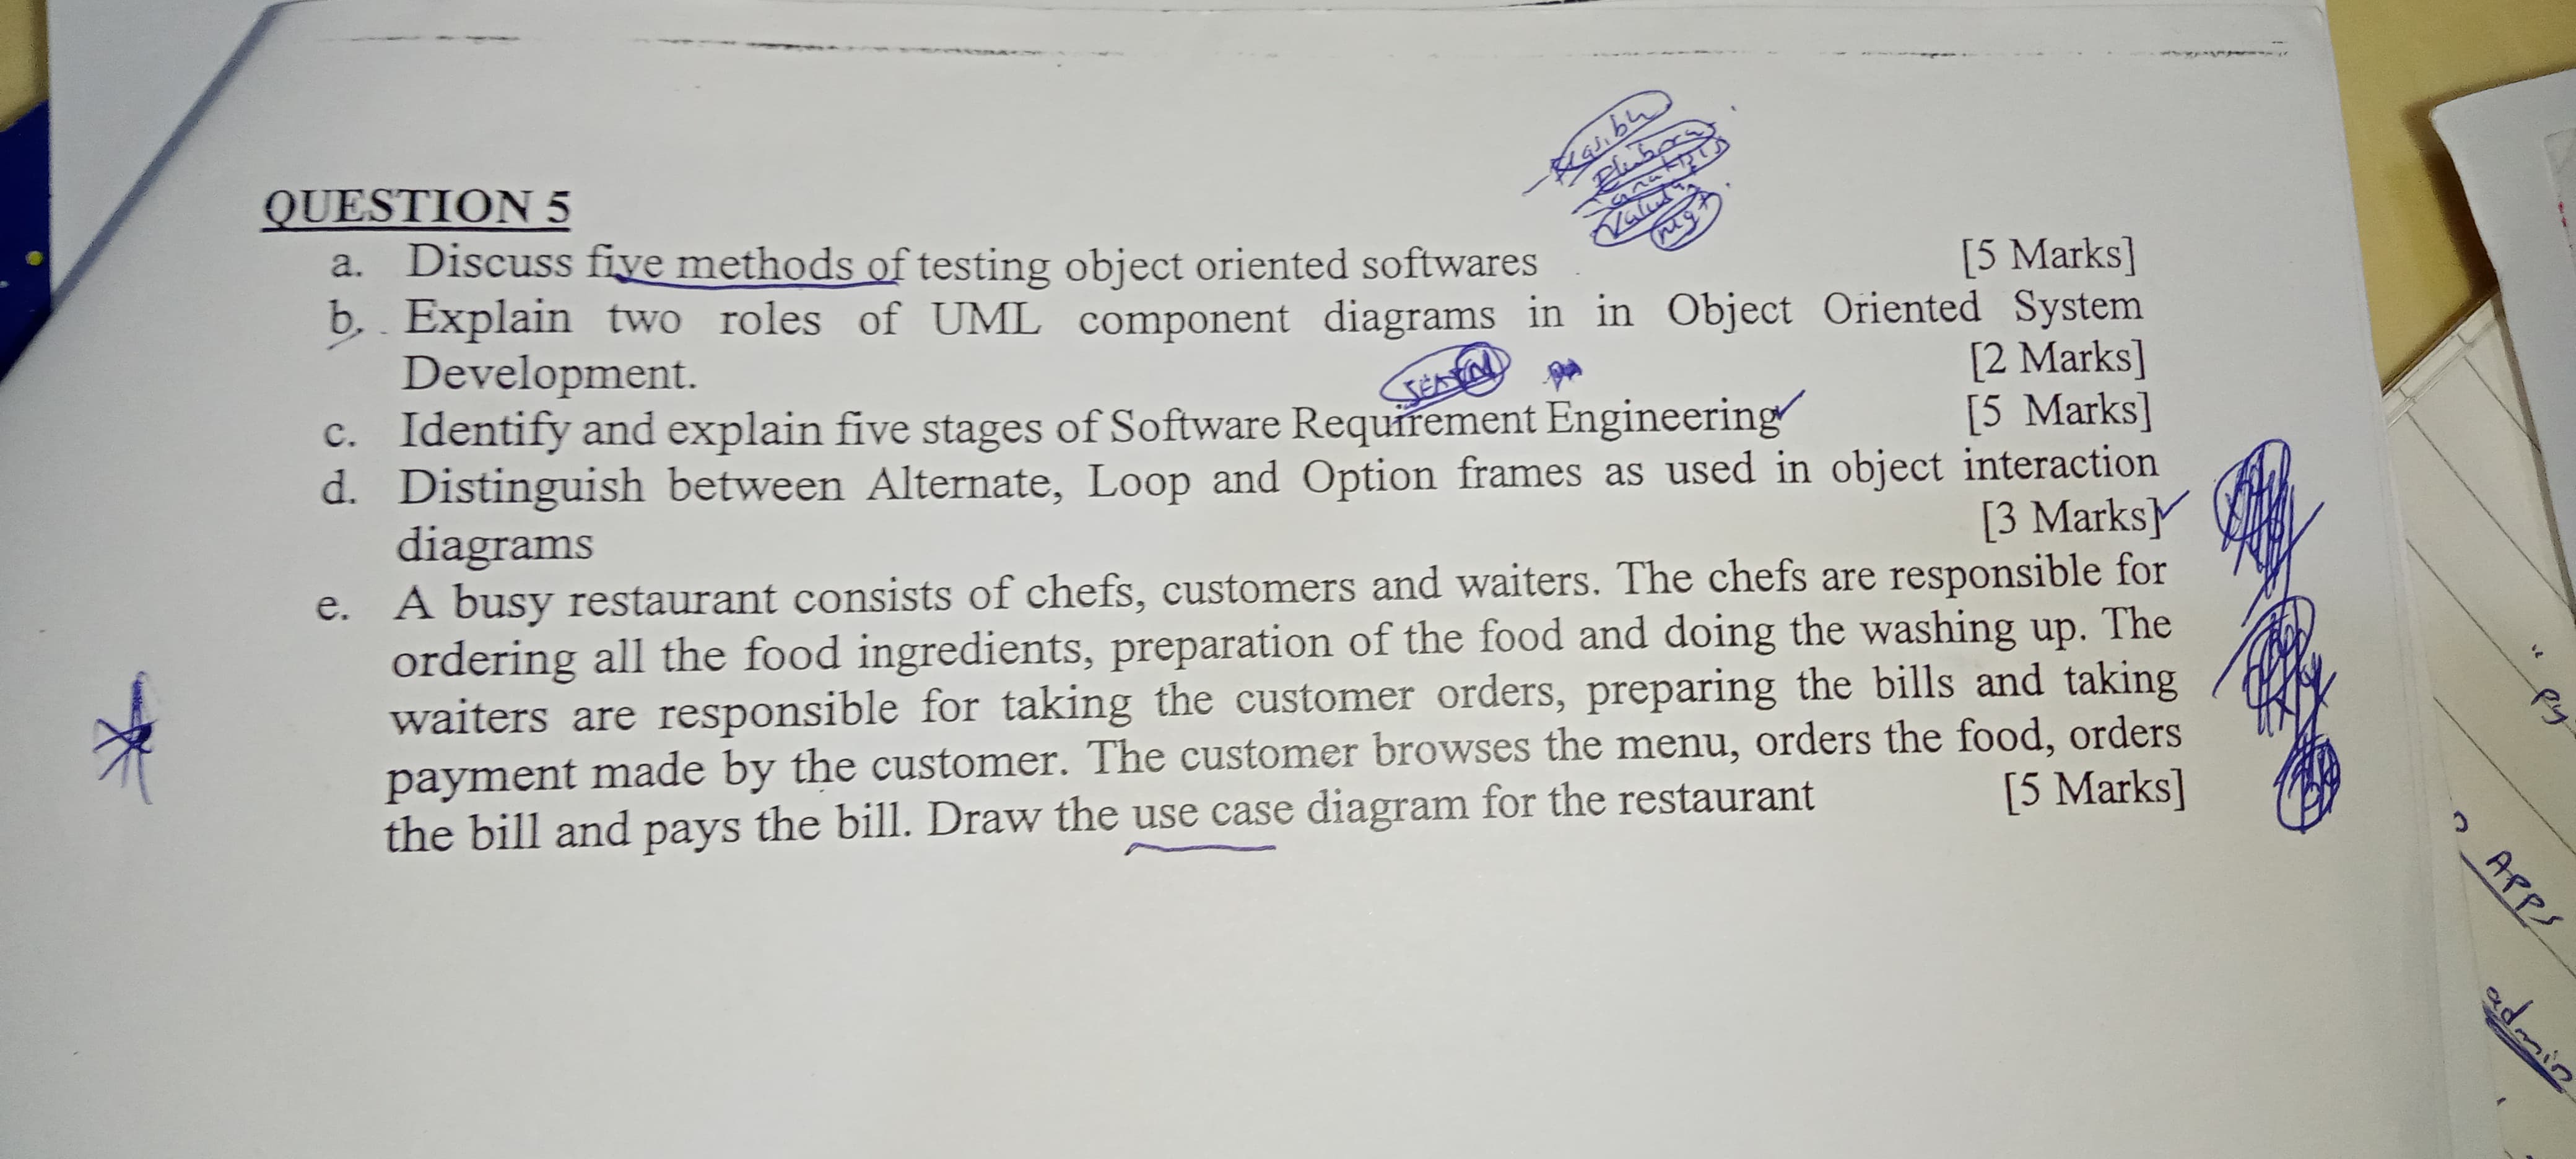 QUESTION 5
a. Discuss five methods of testing object oriented softwares [5 Marks]
b. Explain two roles of UML component diagrams in in Object Oriented System
Development. [2 Marks]
c. Identify and explain five stages of Software Requirement Engineering [5 Marks]
d. Distinguish between Alternate, Loop and Option frames as used in object interaction
diagrams [3 Marks]
e. A busy restaurant consists of chefs, customers and waiters. The chefs are responsible for
ordering all the food ingredients, preparation of the food and doing the washing up. The
waiters are responsible for taking the customer orders, preparing the bills and taking
payment made by the customer. The customer browses the menu, orders the food, orders
the bill and pays the bill. Draw the use case diagram for the restaurant [5 Marks]
APPS
admin